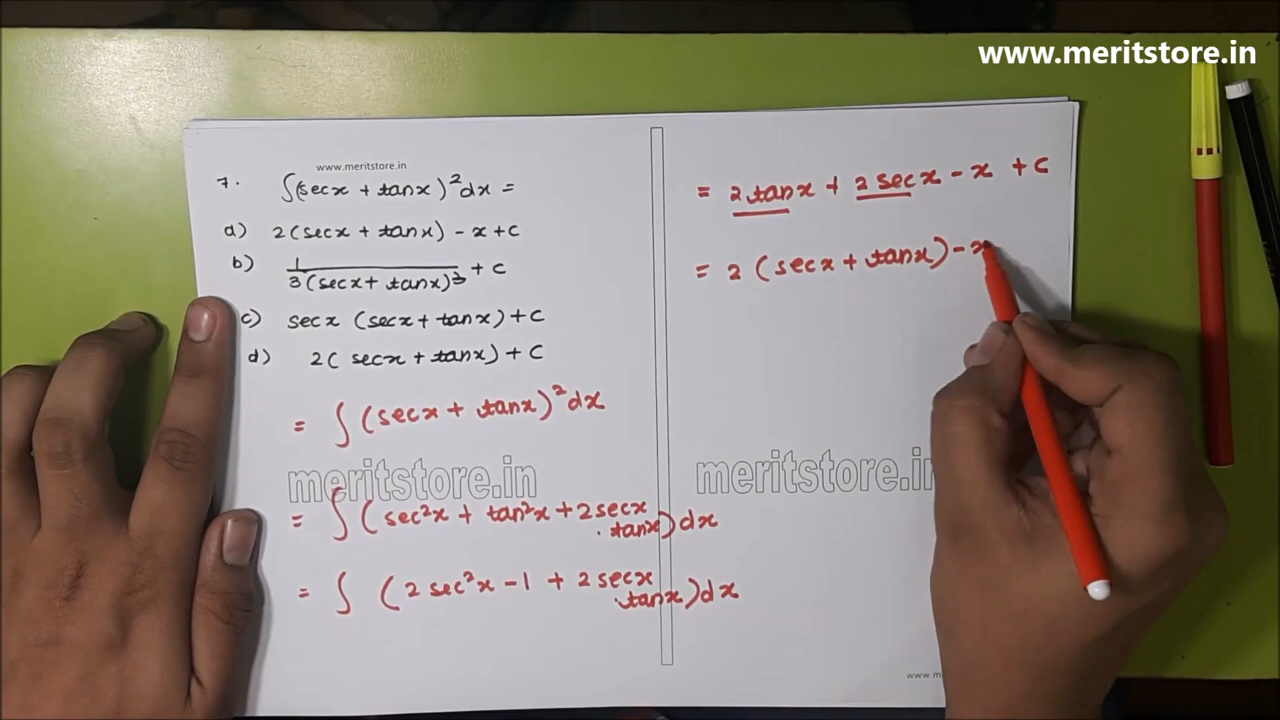 www.meritstore.in
www.meritstore.in
7. ∫(secx + tanx)²dx =
a) 2(secx + tanx) - x + c
b) 1/3(secx + tanx)³ + c
c) secx (secx + tanx) + c
d) 2(secx + tanx) + c
= ∫(secx + tanx)²dx
meritstore.in
= ∫(sec²x + tan²x + 2secx
. tanx)dx
= ∫(2sec²x - 1 + 2secx
. tanx)dx
= 2tanx + 2secx - x + c
= 2(secx + tanx) - x
meritstore.in
www.m